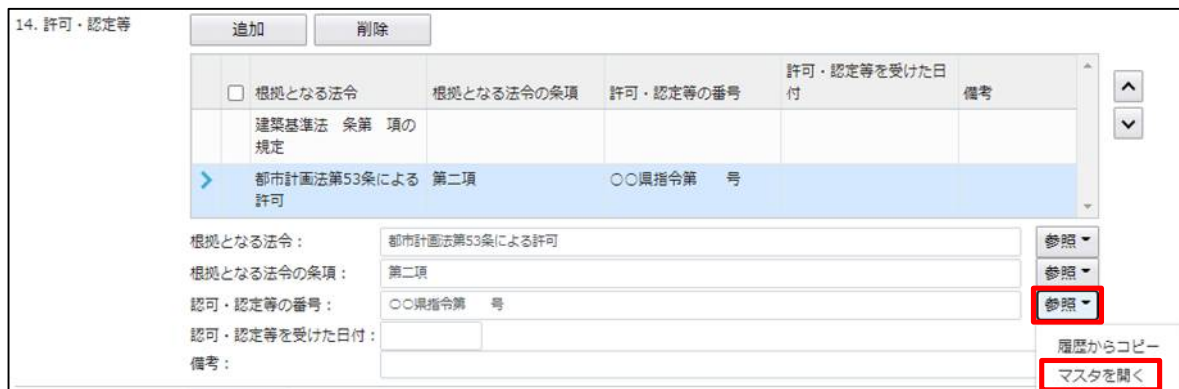 14. 許可・認定等
追加 削除
根拠となる法令 根拠となる法令の条項 許可・認定等の番号 許可・認定等を受けた日付 備考
建築基準法　条第　項の
規定
都市計画法第53条による 第二項 〇〇県指令第　　号
許可
根拠となる法令： 都市計画法第53条による許可 参照
根拠となる法令の条項： 第二項 参照
認可・認定等の番号： 〇〇県指令第　　号 参照
認可・認定等を受けた日付：
履歴からコピー
備考：
マスタを開く